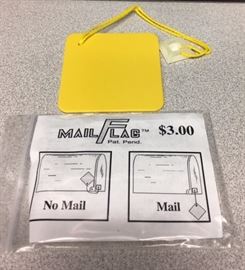 MAIL FLAG™ $3.00
Pat. Pend.
No Mail Mail